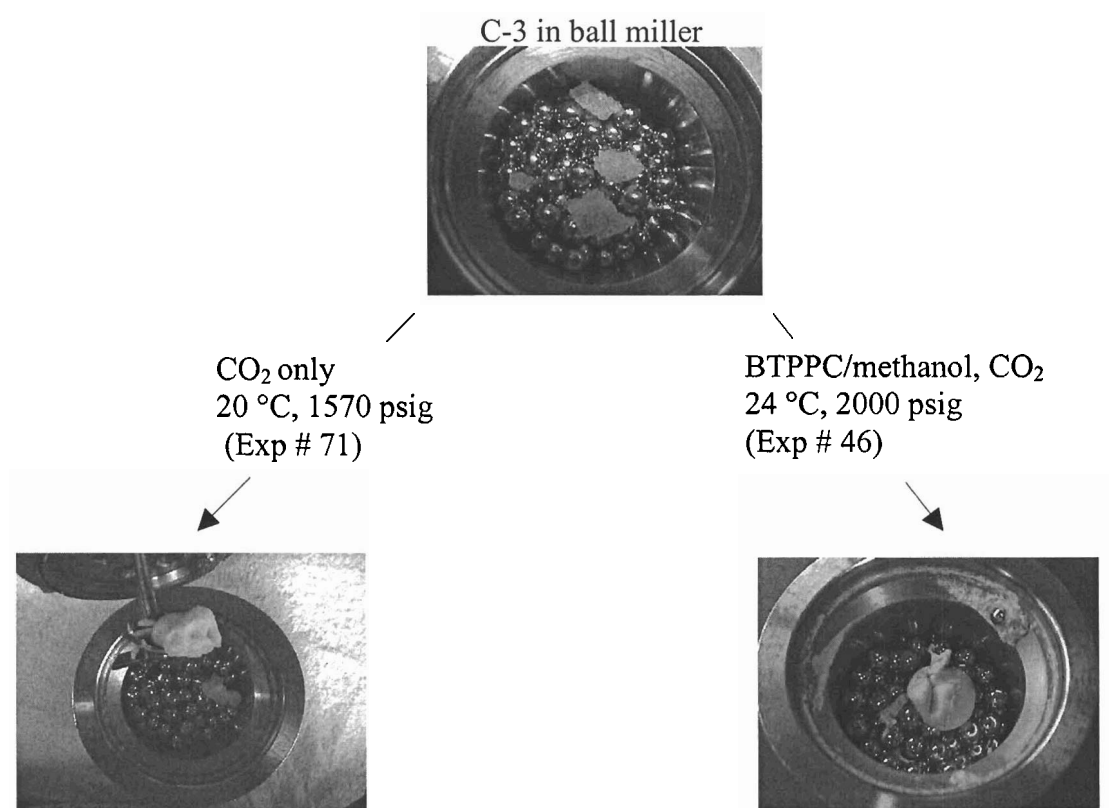 C-3 in ball miller
CO₂ only
20 °C, 1570 psig
(Exp # 71)
BTPPC/methanol, CO₂
24 °C, 2000 psig
(Exp # 46)